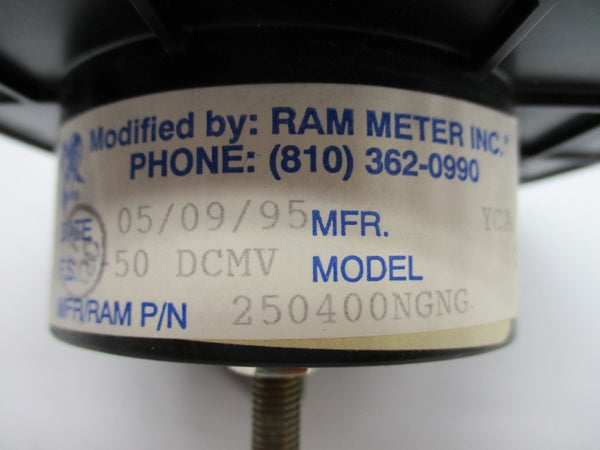 Modified by: RAM METER INC.*
PHONE: (810) 362-0990
DATE 05/09/95 MFR.
F.S. -50 DCMV MODEL
MFR/RAM P/N 250400NGNG